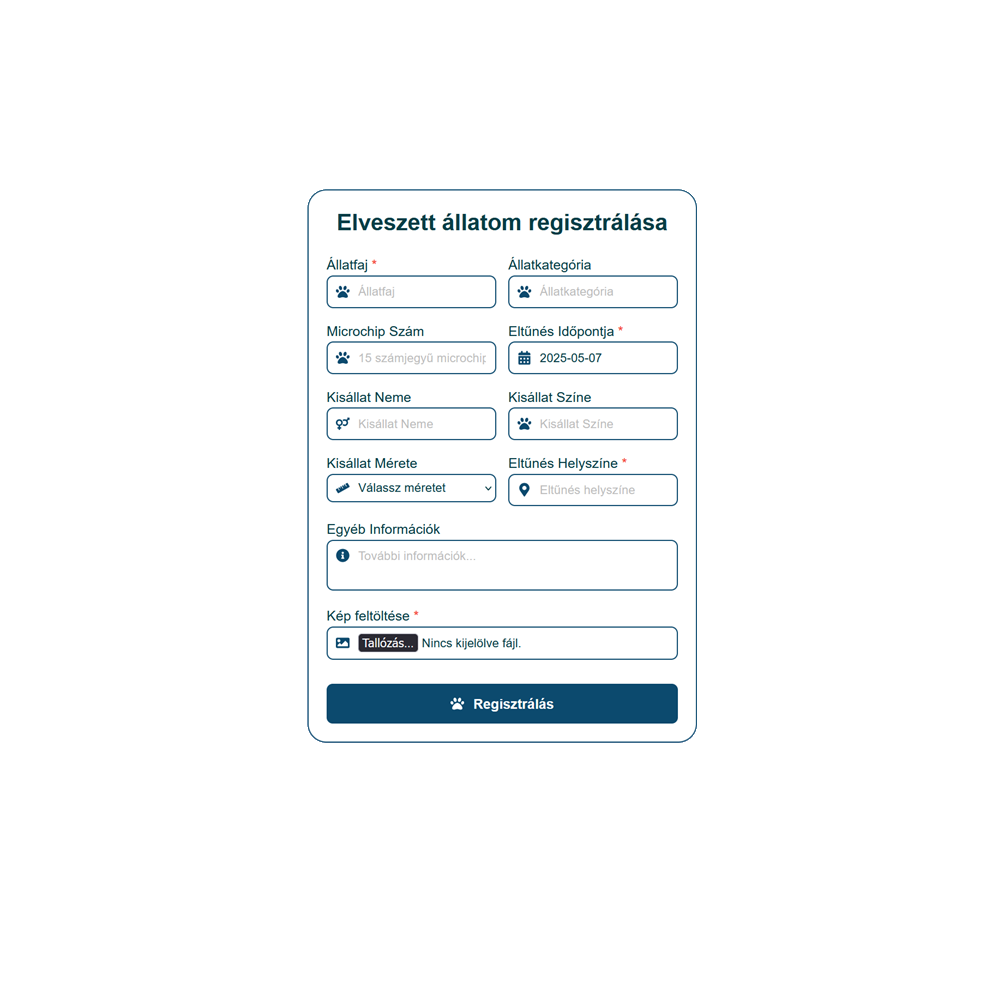 Elveszett állatom regisztrálása
Állatfaj *
Állatkategória
Állatfaj
Állatkategória
Microchip Szám
Eltűnés Időpontja *
15 számjegyű microchip
2025-05-07
Kisállat Neme
Kisállat Színe
Kisállat Neme
Kisállat Színe
Kisállat Mérete
Eltűnés Helyszíne *
Válassz méretet
Eltűnés helyszíne
Egyéb Információk
További információk...
Kép feltöltése *
Tallózás... Nincs kijelölve fájl.
Regisztrálás